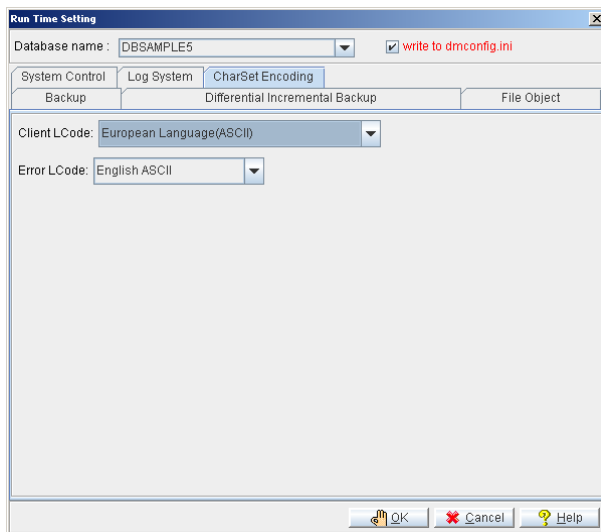 Run Time Setting
Database name : DBSAMPLE5 write to dmconfig.ini
System Control Log System CharSet Encoding
Backup Differential Incremental Backup File Object
Client LCode: European Language(ASCII)
Error LCode: English ASCII
OK Cancel Help